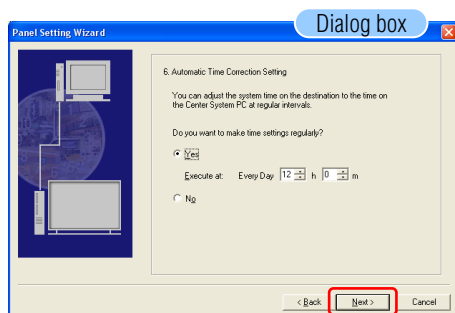 Dialog box
Panel Setting Wizard
6. Automatic Time Correction Setting
You can adjust the system time on the destination to the time on
the Center System PC at regular intervals.
Do you want to make time settings regularly?
Yes
Execute at: Every Day 12 h 0 m
No
< Back Next > Cancel